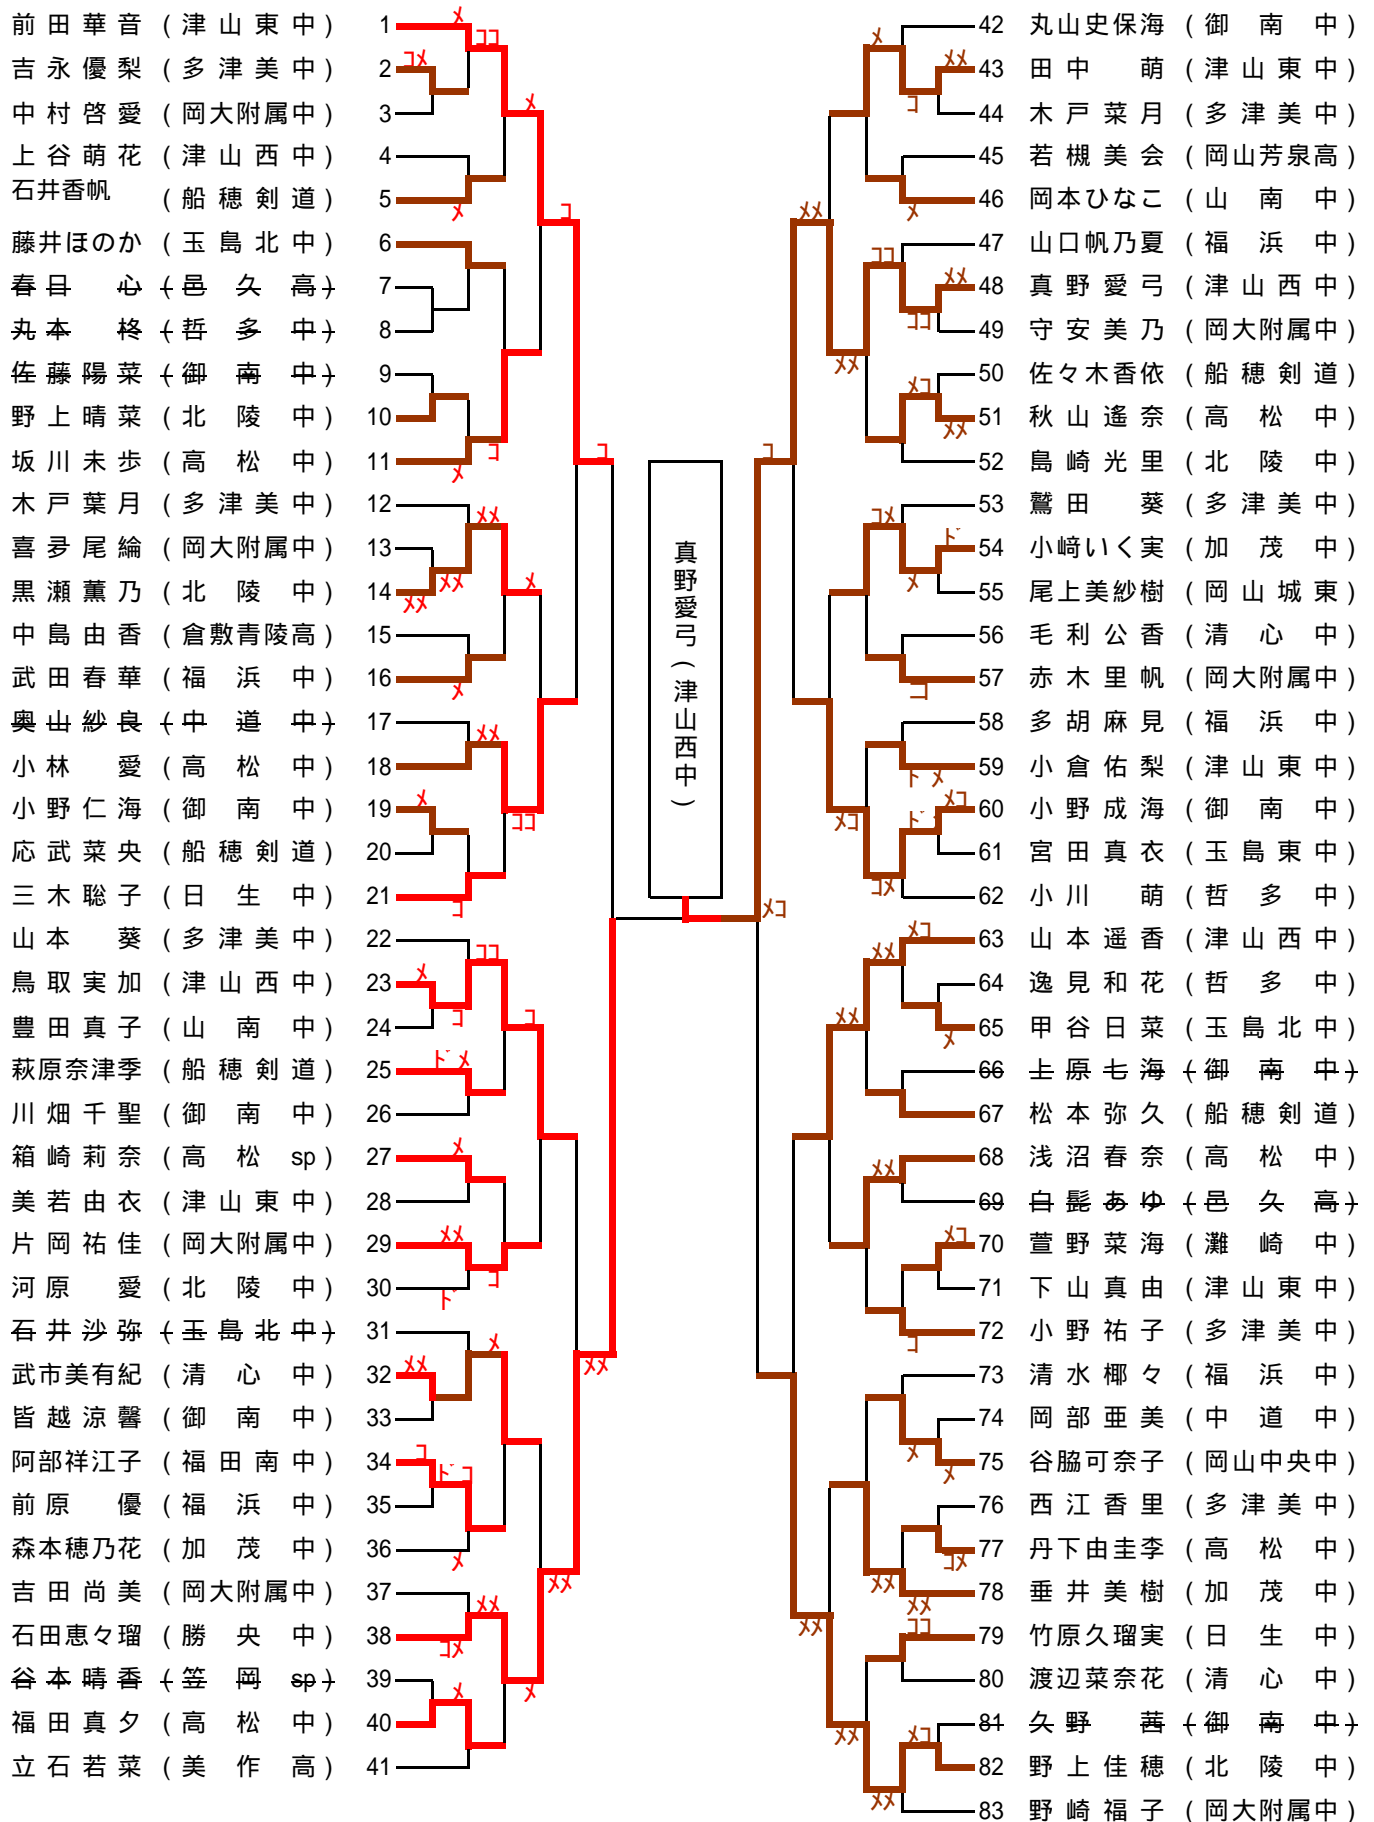 前田華音 (津山東中) 1
吉永優梨 (多津美中) 2
中村啓愛 (岡大附属中) 3
上谷萌花 (津山西中) 4
石井香帆 (船穂剣道) 5
藤井ほのか (玉島北中) 6
春日 心 (邑久高) 7
丸本 柊 (哲多中) 8
佐藤陽菜 (御南中) 9
野上晴菜 (北陵中) 10
坂川未歩 (高松中) 11
木戸葉月 (多津美中) 12
喜多尾綸 (岡大附属中) 13
黒瀬薫乃 (北陵中) 14
中島由香 (倉敷青陵高) 15
武田春華 (福浜中) 16
奥山紗良 (中道中) 17
小林 愛 (高松中) 18
小野仁海 (御南中) 19
応武菜央 (船穂剣道) 20
三木聡子 (日生中) 21
山本 葵 (多津美中) 22
鳥取実加 (津山西中) 23
豊田真子 (山南中) 24
萩原奈津季 (船穂剣道) 25
川畑千聖 (御南中) 26
箱崎莉奈 (高松sp) 27
美若由衣 (津山東中) 28
片岡祐佳 (岡大附属中) 29
河原 愛 (北陵中) 30
石井沙弥 (玉島北中) 31
武市美有紀 (清心中) 32
皆越涼馨 (御南中) 33
阿部祥江子 (福田南中) 34
前原 優 (福浜中) 35
森本穂乃花 (加茂中) 36
吉田尚美 (岡大附属中) 37
石田恵々瑠 (勝央中) 38
谷本晴香 (笠岡sp) 39
福田真夕 (高松中) 40
立石若菜 (美作高) 41
真野愛弓(津山西中)
42 丸山史保海 (御南中)
43 田中 萌 (津山東中)
44 木戸菜月 (多津美中)
45 若槻美会 (岡山芳泉高)
46 岡本ひなこ (山南中)
47 山口帆乃夏 (福浜中)
48 真野愛弓 (津山西中)
49 守安美乃 (岡大附属中)
50 佐々木香依 (船穂剣道)
51 秋山遙奈 (高松中)
52 島崎光里 (北陵中)
53 鷲田 葵 (多津美中)
54 小﨑いく実 (加茂中)
55 尾上美紗樹 (岡山城東)
56 毛利公香 (清心中)
57 赤木里帆 (岡大附属中)
58 多胡麻見 (福浜中)
59 小倉佑梨 (津山東中)
60 小野成海 (御南中)
61 宮田真衣 (玉島東中)
62 小川 萌 (哲多中)
63 山本遥香 (津山西中)
64 逸見和花 (哲多中)
65 甲谷日菜 (玉島北中)
66 上原七海 (御南中)
67 松本弥久 (船穂剣道)
68 浅沼春奈 (高松中)
69 白髭あゆ (邑久高)
70 萱野菜海 (灘崎中)
71 下山真由 (津山東中)
72 小野祐子 (多津美中)
73 清水椰々 (福浜中)
74 岡部亜美 (中道中)
75 谷脇可奈子 (岡山中央中)
76 西江香里 (多津美中)
77 丹下由圭李 (高松中)
78 垂井美樹 (加茂中)
79 竹原久瑠実 (日生中)
80 渡辺菜奈花 (清心中)
81 久野 茜 (御南中)
82 野上佳穂 (北陵中)
83 野崎福子 (岡大附属中)